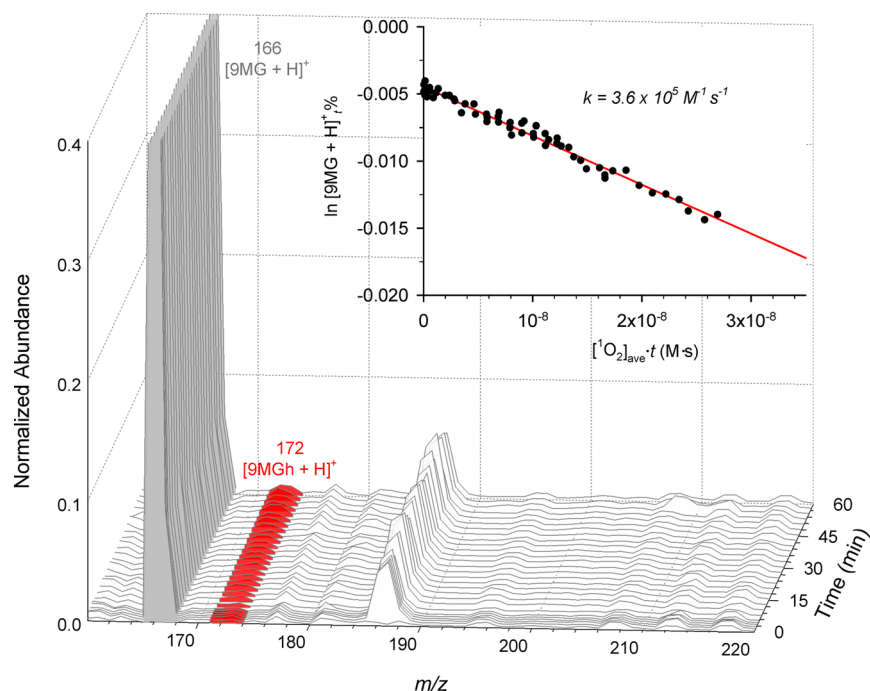 166
[9MG + H]⁺
0.4
0.3
0.2
0.1
0.0
Normalized Abundance
172
[9MGh + H]⁺
170
180
190
200
210
220
m/z
60
45
30
15
0
Time (min)
0.000
-0.005
-0.010
-0.015
-0.020
ln [9MG + H]⁺ₜ%
k = 3.6 x 10⁵ M⁻¹ s⁻¹
0
10⁻⁸
2x10⁻⁸
3x10⁻⁸
[¹O₂]ave·t (M·s)